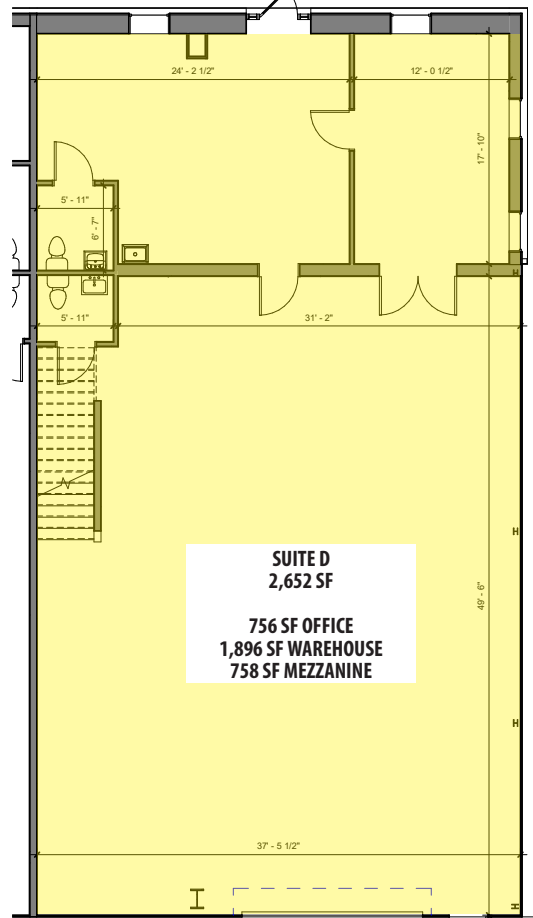 24' - 2 1/2"
12' - 0 1/2"
17' - 10"
5' - 11"
6' - 7"
5' - 11"
31' - 2"
SUITE D
2,652 SF
756 SF OFFICE
1,896 SF WAREHOUSE
758 SF MEZZANINE
49' - 6"
37' - 5 1/2"